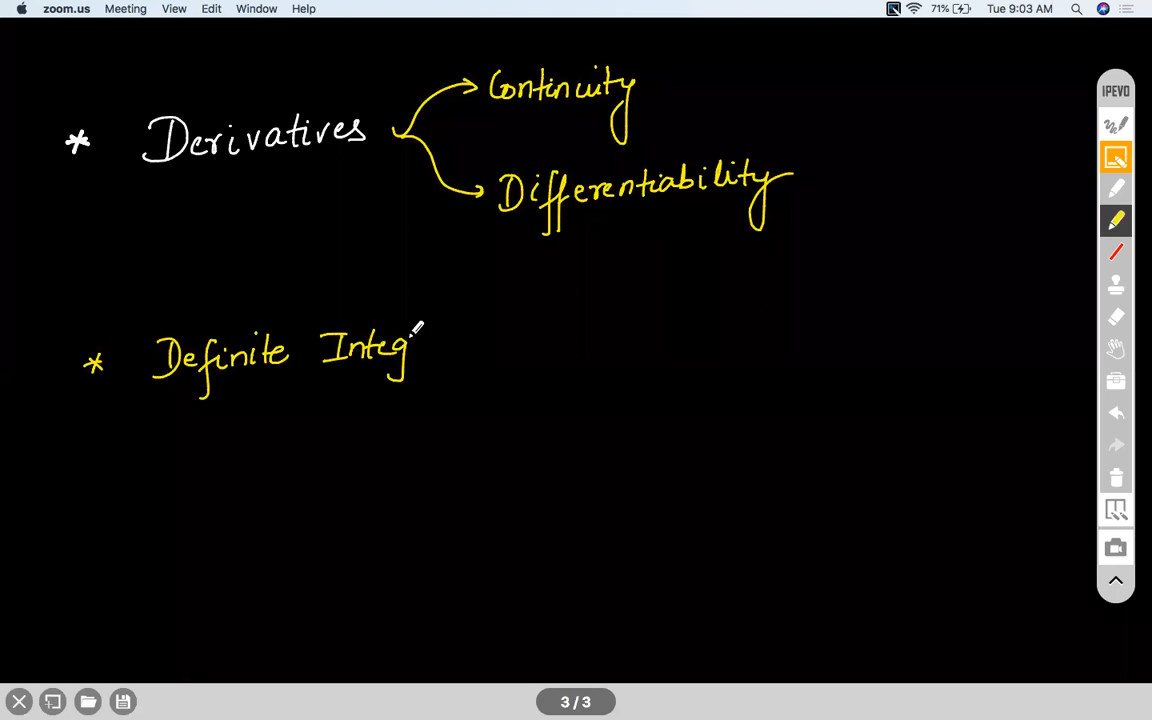 zoom.us Meeting View Edit Window Help 71% Tue 9:03 AM
IPEVO
Continuity
* Derivatives
Differentiability
* Definite Integ
3 / 3